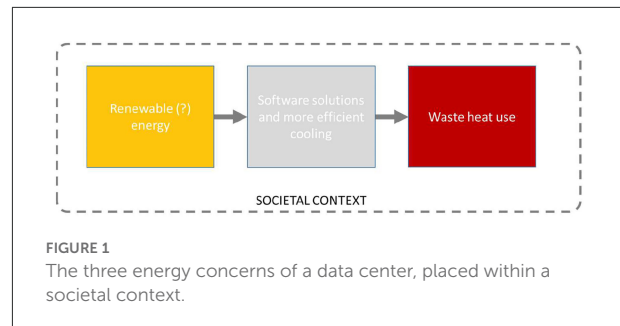 Renewable (?)
energy
Software solutions
and more efficient
cooling
Waste heat use
SOCIETAL CONTEXT
FIGURE 1
The three energy concerns of a data center, placed within a
societal context.